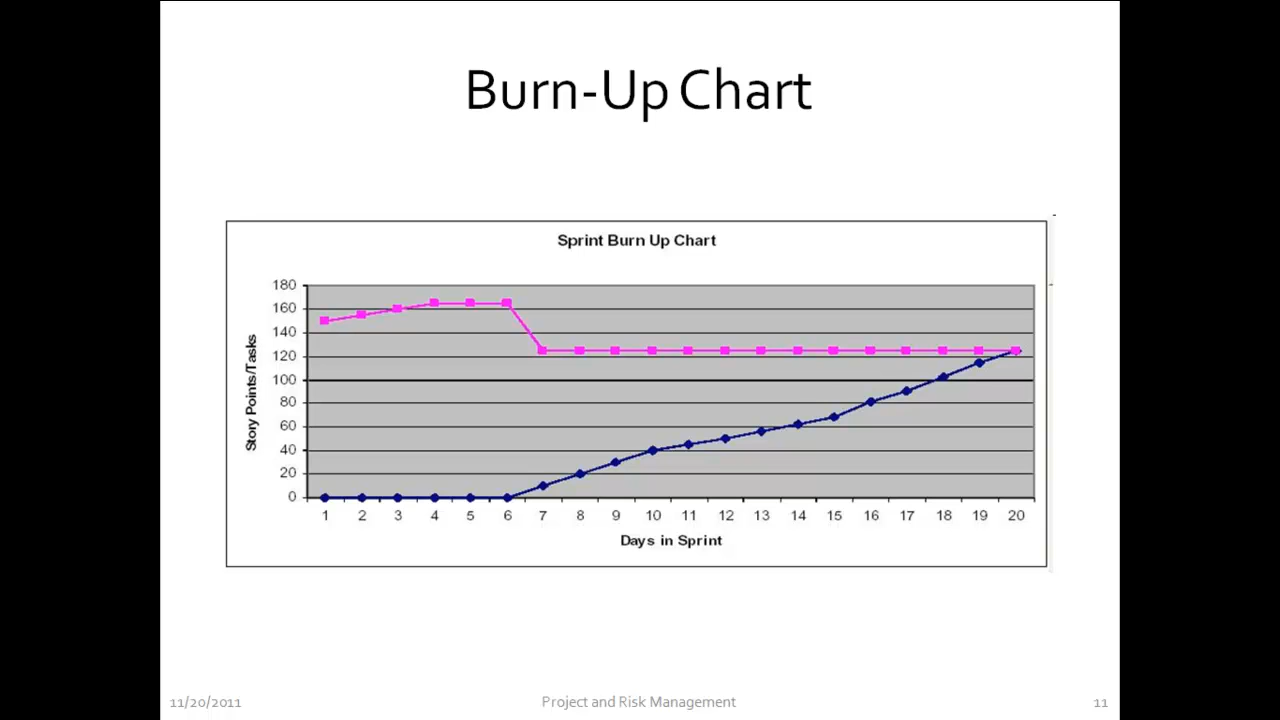 Burn-Up Chart
Sprint Burn Up Chart
180
160
140
120
100
80
60
40
20
0
Story Points/Tasks
1 2 3 4 5 6 7 8 9 10 11 12 13 14 15 16 17 18 19 20
Days in Sprint
11/20/2011 Project and Risk Management 11